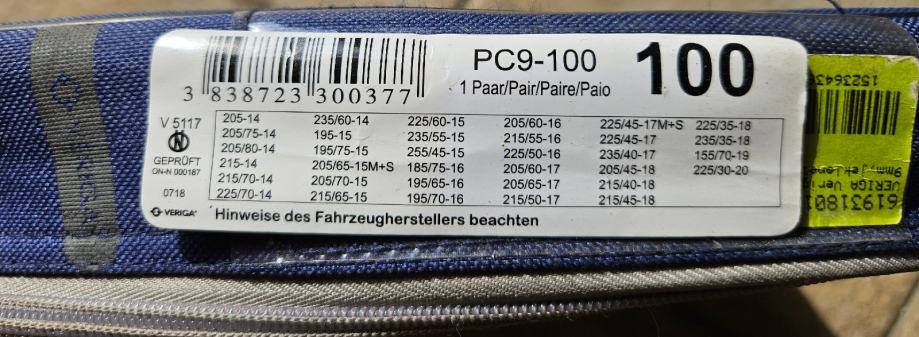 PC9-100
100
1 Paar/Pair/Paire/Paio
3 838723 300377
V 5117
N
GEPRÜFT
ON-N 000187
0718
VERIGA
205-14 235/60-14 225/60-15 205/60-16 225/45-17M+S 225/35-18
205/75-14 195-15 235/55-15 215/55-16 225/45-17 235/35-18
205/80-14 195/75-15 255/45-15 225/50-16 235/40-17 155/70-19
215-14 205/65-15M+S 185/75-16 205/60-17 205/45-18 225/30-20
215/70-14 205/70-15 195/65-16 205/65-17 215/40-18
225/70-14 215/65-15 195/70-16 215/50-17 215/45-18
Hinweise des Fahrzeugherstellers beachten
1523643
9mm
VERIGA
6193180